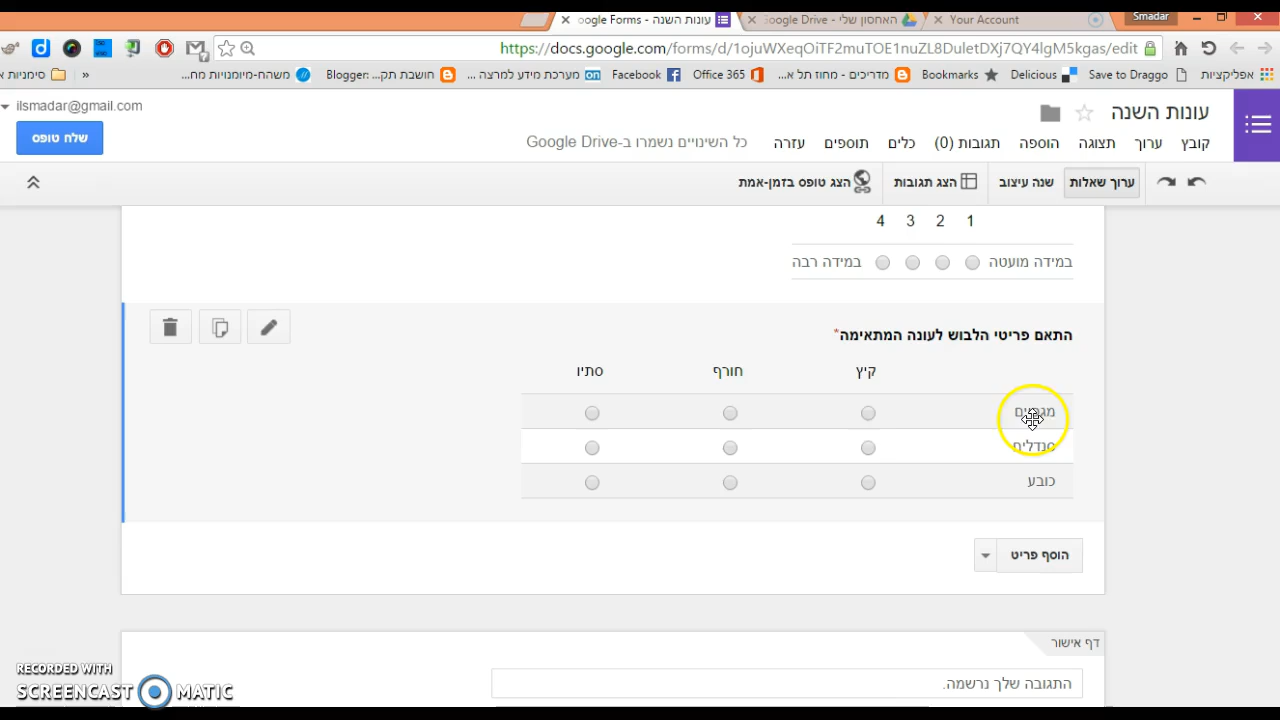 עונות השנה - Google Forms
האחסון שלי - Google Drive
Your Account
Smadar
https://docs.google.com/forms/d/1ojuWXeqOiTF2muTOE1nuZL8DuletDXj7QY4lgM5kgas/edit
אפליקציות Save to Draggo Delicious Bookmarks מדריכים - מחוז תל א... Office 365 Facebook מערכת מידע למרצה ... Blogger: חושבת תק... משהח-מיומנויות מח... » סימניות
ilsmadar@gmail.com
עונות השנה
שלח טופס
קובץ ערוך תצוגה הוספה תגובות (0) כלים תוספים עזרה כל השינויים נשמרו ב-Google Drive
ערוך שאלות שנה עיצוב הצג תגובות הצג טופס בזמן-אמת
1 2 3 4
במידה מועטה במידה רבה
התאם פריטי הלבוש לעונה המתאימה*
קיץ חורף סתיו
סנדלים
כובע
הוסף פריט
דף אישור
התגובה שלך נרשמה.
RECORDED WITH
SCREENCAST MATIC